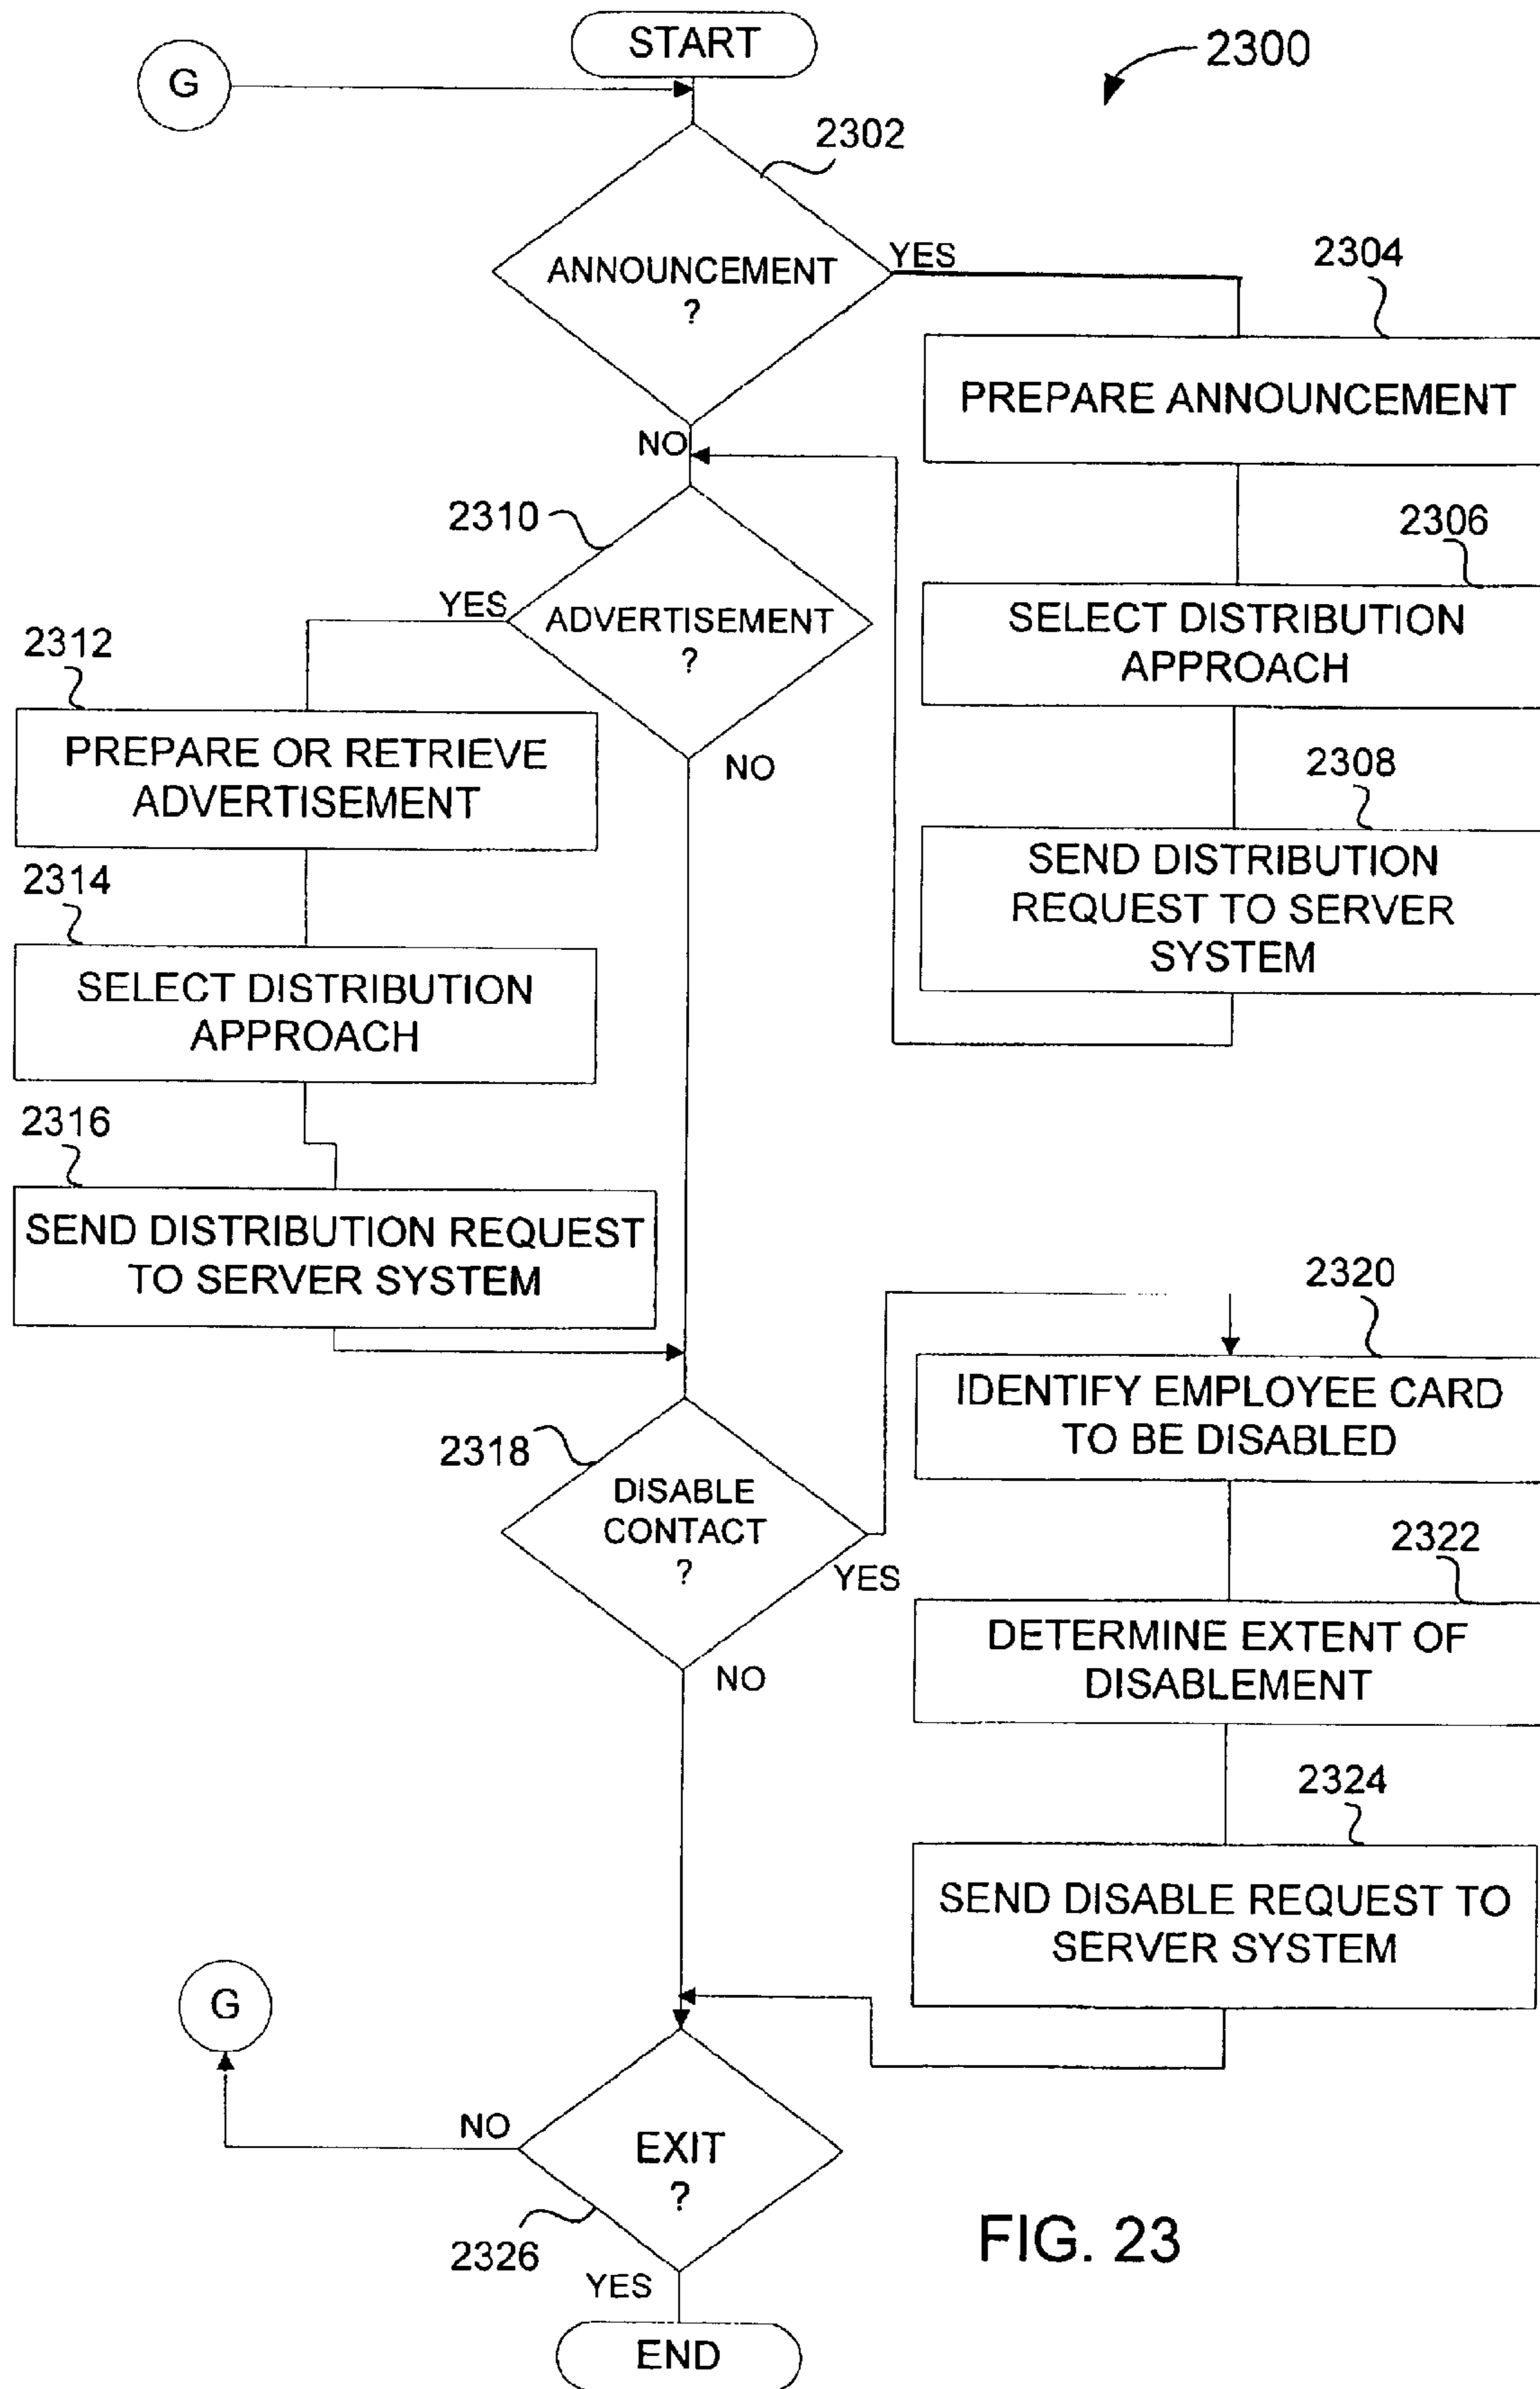 START
G
2300
2302
ANNOUNCEMENT
?
YES
NO
2304
PREPARE ANNOUNCEMENT
2306
SELECT DISTRIBUTION
APPROACH
2308
SEND DISTRIBUTION
REQUEST TO SERVER
SYSTEM
2310
ADVERTISEMENT
?
YES
NO
2312
PREPARE OR RETRIEVE
ADVERTISEMENT
2314
SELECT DISTRIBUTION
APPROACH
2316
SEND DISTRIBUTION REQUEST
TO SERVER SYSTEM
2318
DISABLE
CONTACT
?
YES
NO
2320
IDENTIFY EMPLOYEE CARD
TO BE DISABLED
2322
DETERMINE EXTENT OF
DISABLEMENT
2324
SEND DISABLE REQUEST TO
SERVER SYSTEM
G
NO
EXIT
?
2326
YES
END
FIG. 23